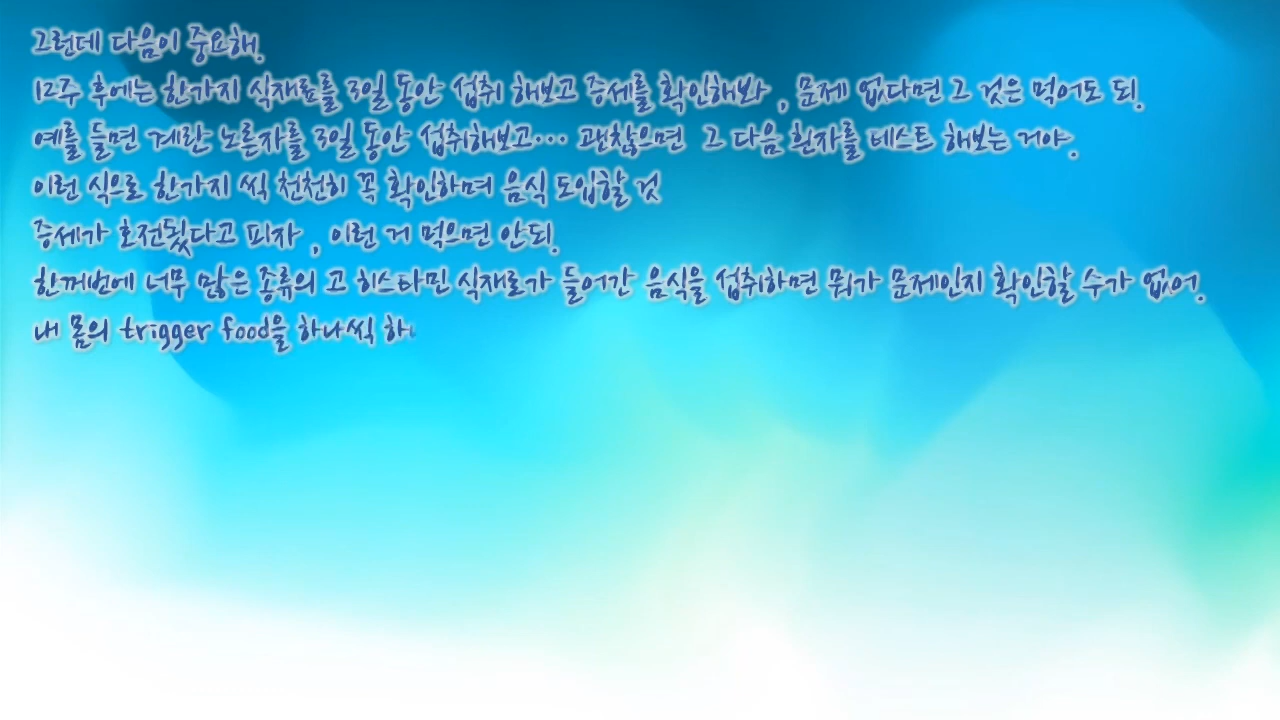 그런데 다음이 중요해.
12주 후에는 한가지 식재료를 3일 동안 섭취 해보고 증세를 확인해봐 , 문제 없다면 그 것은 먹어도 되.
예를 들면 계란 노른자를 3일 동안 섭취해보고... 괜찮으면 그 다음 흰자를 테스트 해보는 거야.
이런 식으로 한가지 씩 천천히 꼭 확인하며 음식 도입할 것
증세가 호전됬다고 피자 , 이런 거 먹으면 안되.
한꺼번에 너무 많은 종류의 고 히스타민 식재료가 들어간 음식을 섭취하면 뭐가 문제인지 확인할 수가 없어.
내 몸의 trigger food을 하나씩